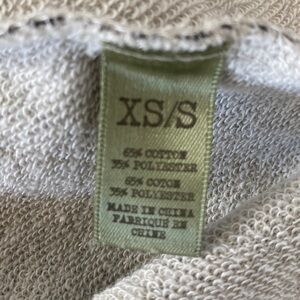 XS/S
65% COTTON
35% POLYESTER
65% COTON
35% POLYESTER
MADE IN CHINA
FABRIQUÉ EN
CHINE